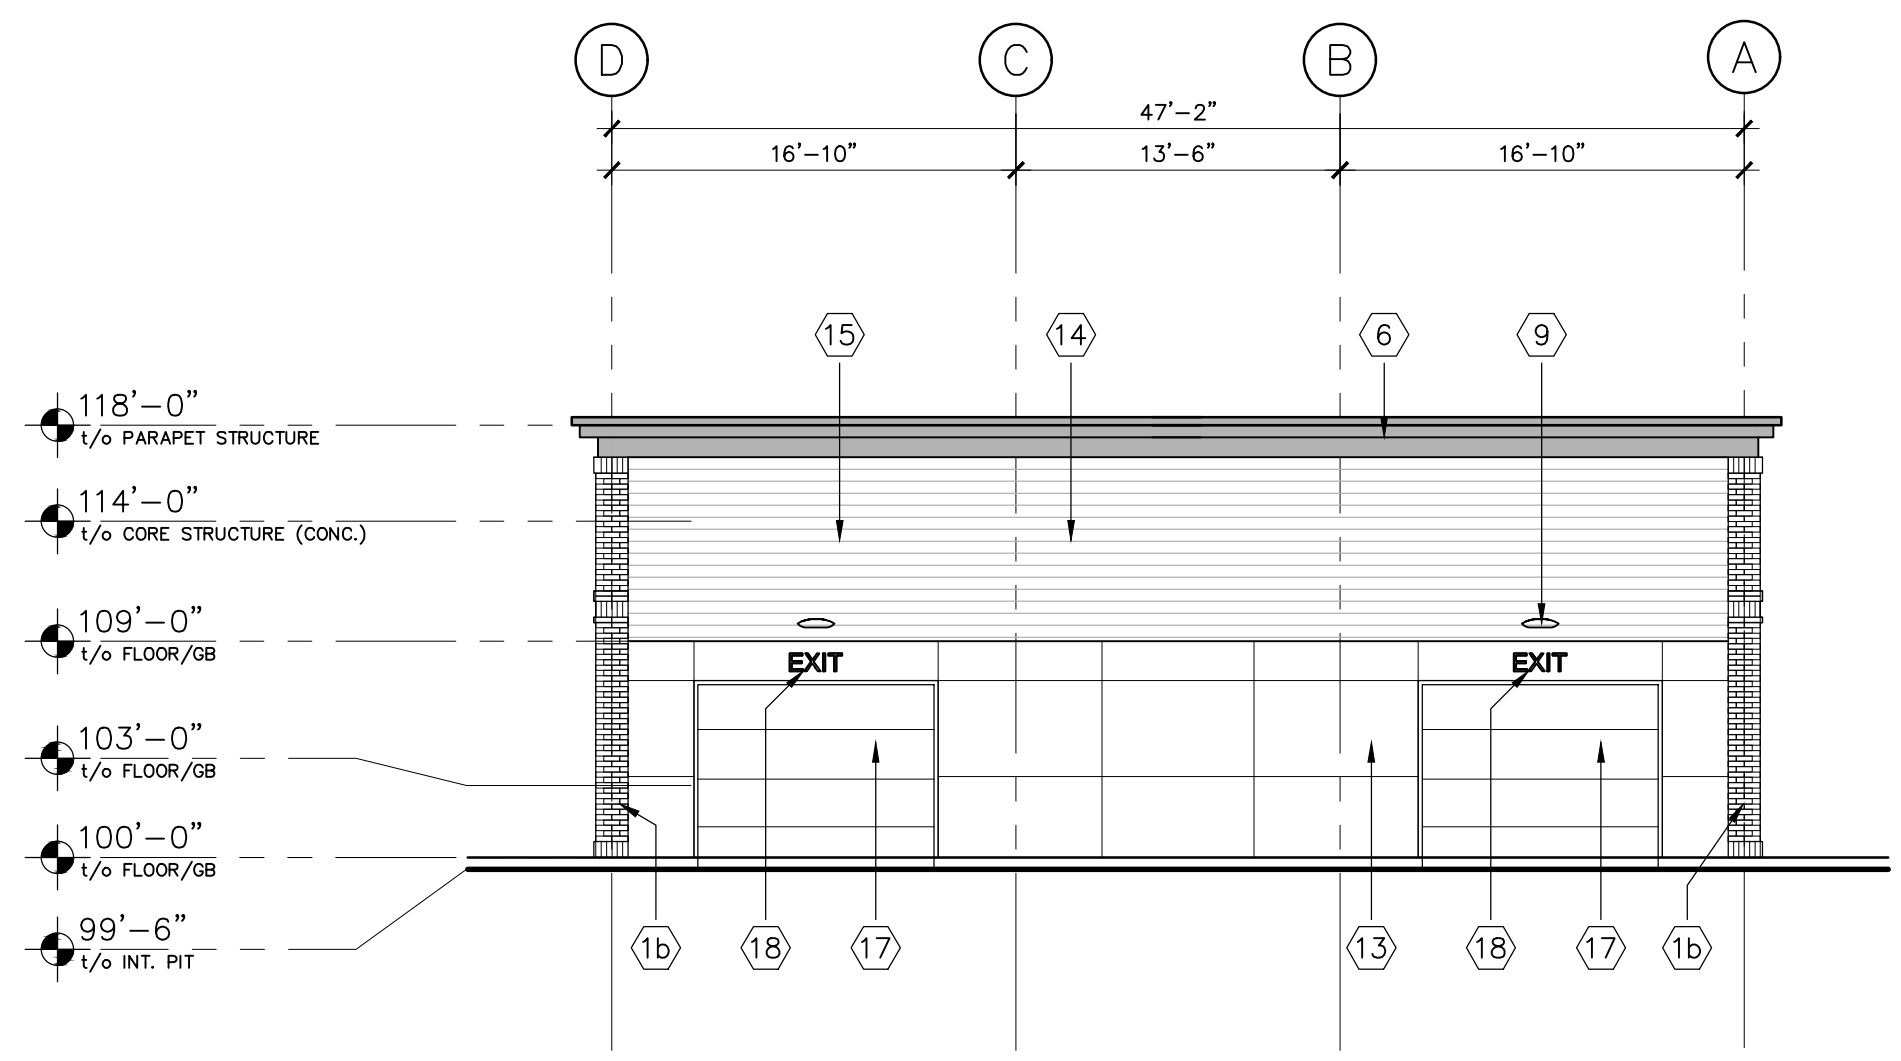 D C B A
47'-2"
16'-10" 13'-6" 16'-10"
15 14 6 9
118'-0"
t/o PARAPET STRUCTURE
114'-0"
t/o CORE STRUCTURE (CONC.)
109'-0"
t/o FLOOR/GB
EXIT EXIT
103'-0"
t/o FLOOR/GB
100'-0"
t/o FLOOR/GB
99'-6"
t/o INT. PIT
1b 18 17 13 18 17 1b